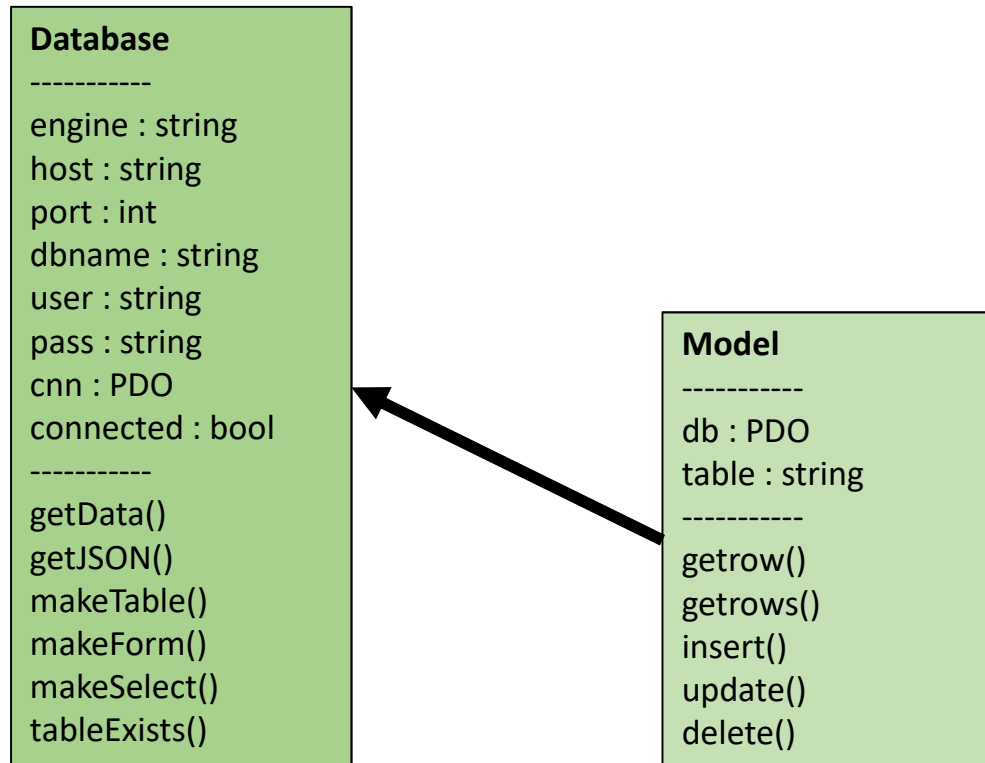 Database
-----------
engine : string
host : string
port : int
dbname : string
user : string
pass : string
cnn : PDO
connected : bool
-----------
getData()
getJSON()
makeTable()
makeForm()
makeSelect()
tableExists()
Model
-----------
db : PDO
table : string
-----------
getrow()
getrows()
insert()
update()
delete()